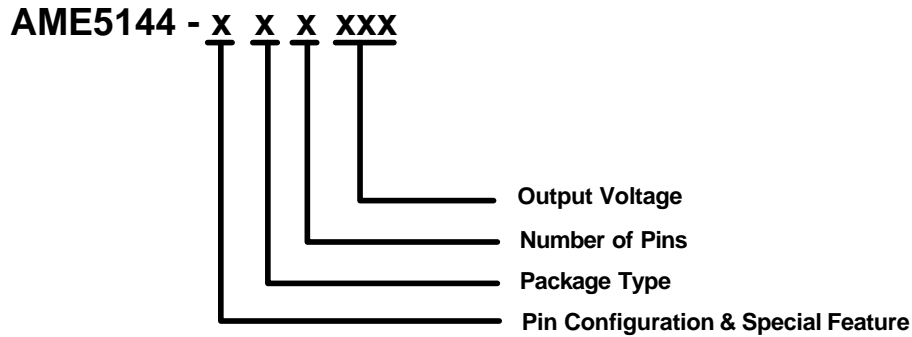 AME5144 - x x x xxx
Output Voltage
Number of Pins
Package Type
Pin Configuration & Special Feature